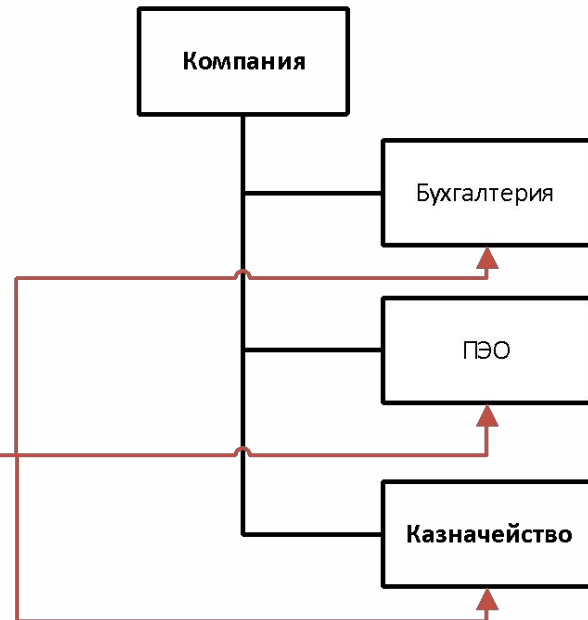 Компания
Бухгалтерия
ПЭО
Казначейство